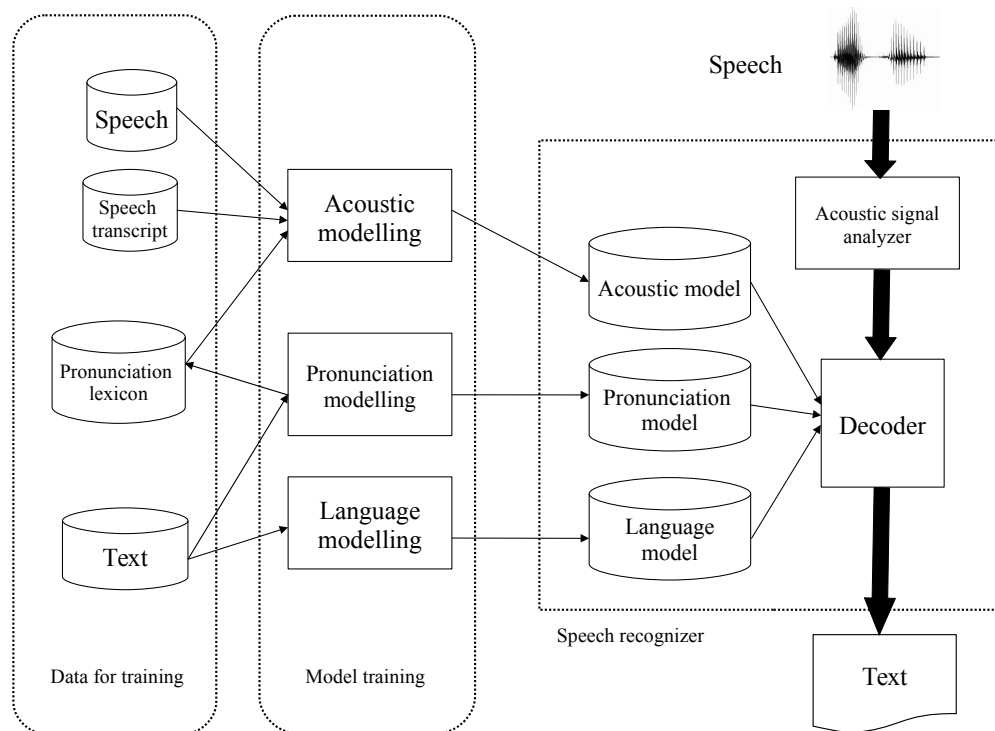 Speech
Speech
transcript
Pronunciation
lexicon
Text
Data for training
Acoustic
modelling
Pronunciation
modelling
Language
modelling
Model training
Speech
Acoustic signal
analyzer
Acoustic model
Pronunciation
model
Language
model
Decoder
Speech recognizer
Text